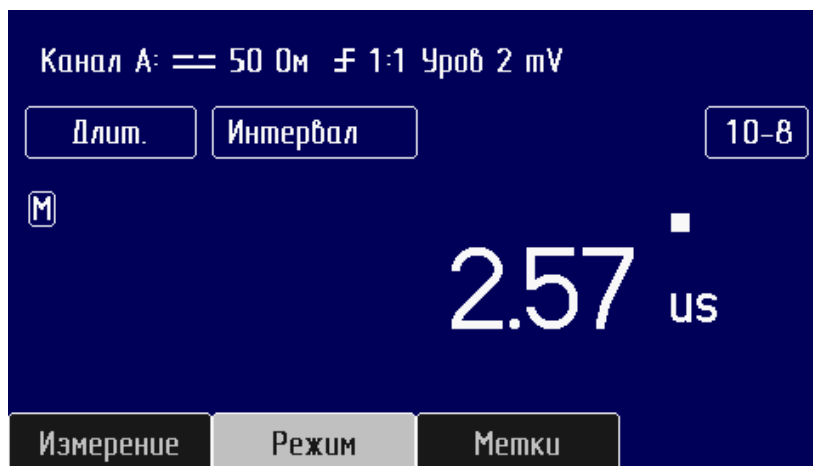 Канал А: 50 Ом 1:1 Уров 2 mV
Длит. Интервал 10-8
M
2.57 us
Измерение Режим Метки